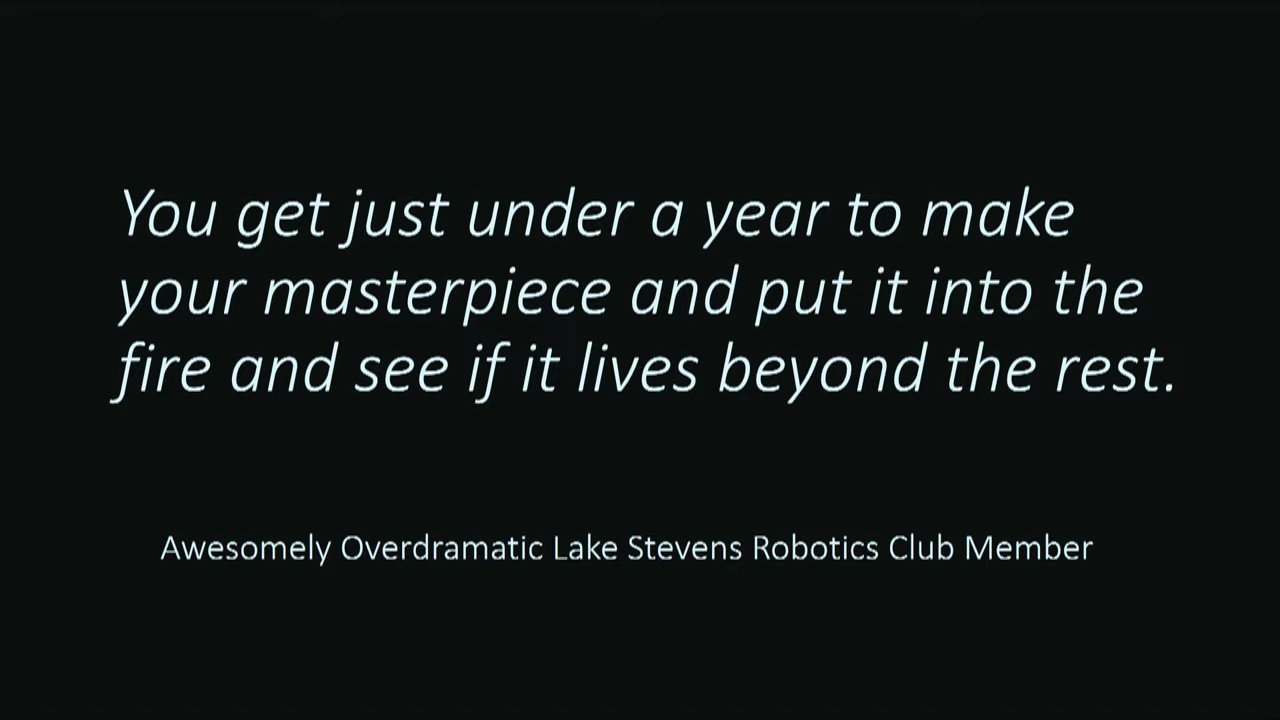 You get just under a year to make
your masterpiece and put it into the
fire and see if it lives beyond the rest.
Awesomely Overdramatic Lake Stevens Robotics Club Member